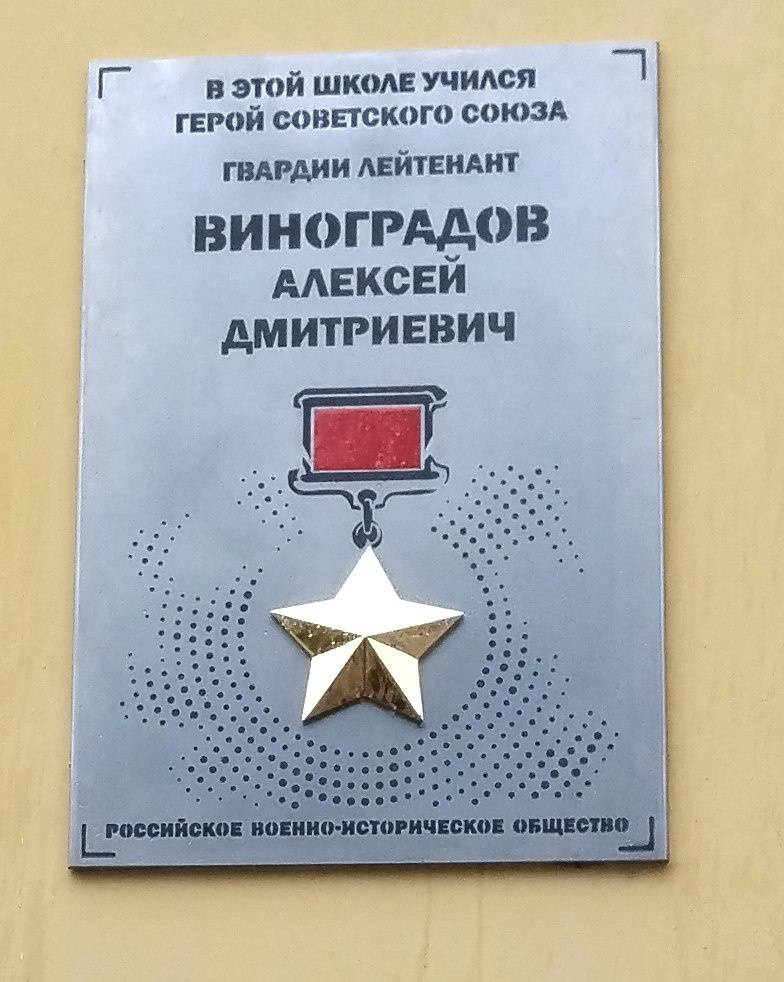 В ЭТОЙ ШКОЛЕ УЧИЛСЯ
ГЕРОЙ СОВЕТСКОГО СОЮЗА
ГВАРДИИ ЛЕЙТЕНАНТ
ВИНОГРАДОВ
АЛЕКСЕЙ
ДМИТРИЕВИЧ
РОССИЙСКОЕ ВОЕННО-ИСТОРИЧЕСКОЕ ОБЩЕСТВО